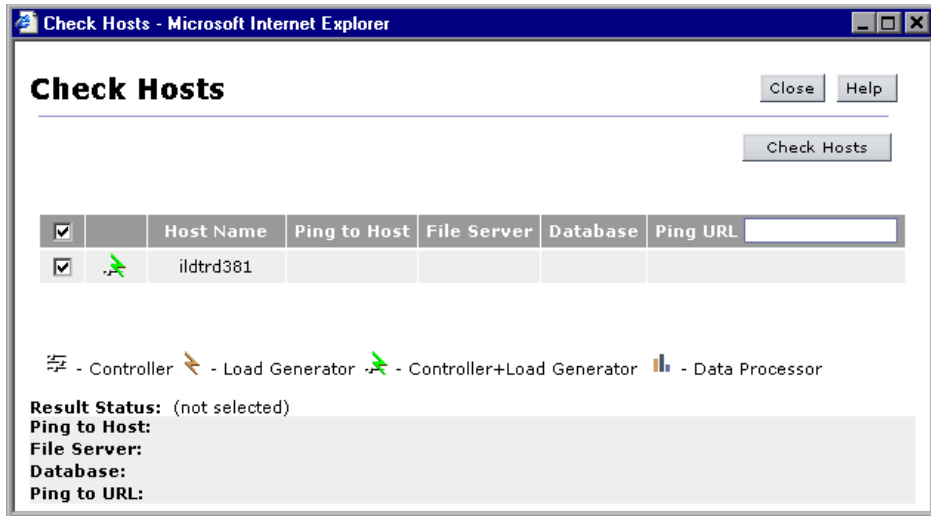 Check Hosts - Microsoft Internet Explorer
Check Hosts
Close Help
Check Hosts
Host Name Ping to Host File Server Database Ping URL
ildtrd381
- Controller - Load Generator - Controller+Load Generator - Data Processor
Result Status: (not selected)
Ping to Host:
File Server:
Database:
Ping to URL: